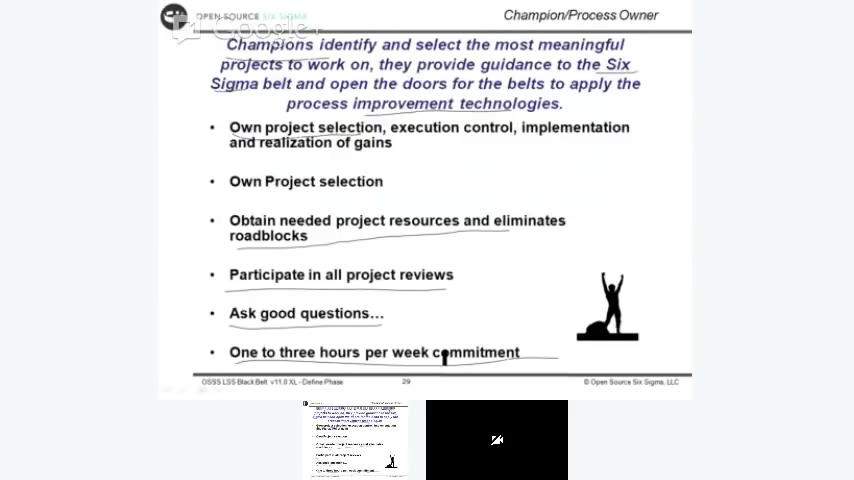 OPEN SOURCE SIX SIGMA
Champion/Process Owner
Google+
Champions identify and select the most meaningful
projects to work on, they provide guidance to the Six
Sigma belt and open the doors for the belts to apply the
process improvement technologies.
• Own project selection, execution control, implementation
and realization of gains
• Own Project selection
• Obtain needed project resources and eliminates
roadblocks
• Participate in all project reviews
• Ask good questions…
• One to three hours per week commitment
OSSS LSS Black Belt v11.0 XL - Define Phase
29
© Open Source Six Sigma, LLC